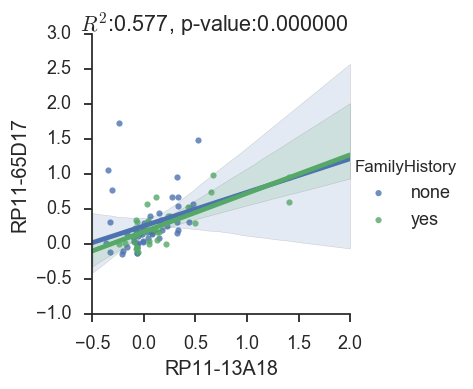 R²:0.577, p-value:0.000000
3.0
2.5
2.0
1.5
1.0
0.5
0.0
−0.5
−1.0
RP11-65D17
−0.5 0.0 0.5 1.0 1.5 2.0
RP11-13A18
FamilyHistory
none
yes